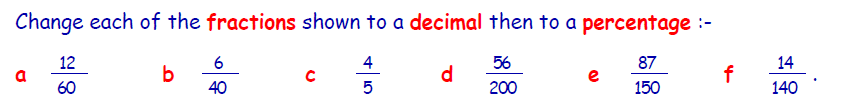 Change each of the fractions shown to a decimal then to a percentage :-
a 12/60 b 6/40 c 4/5 d 56/200 e 87/150 f 14/140 .